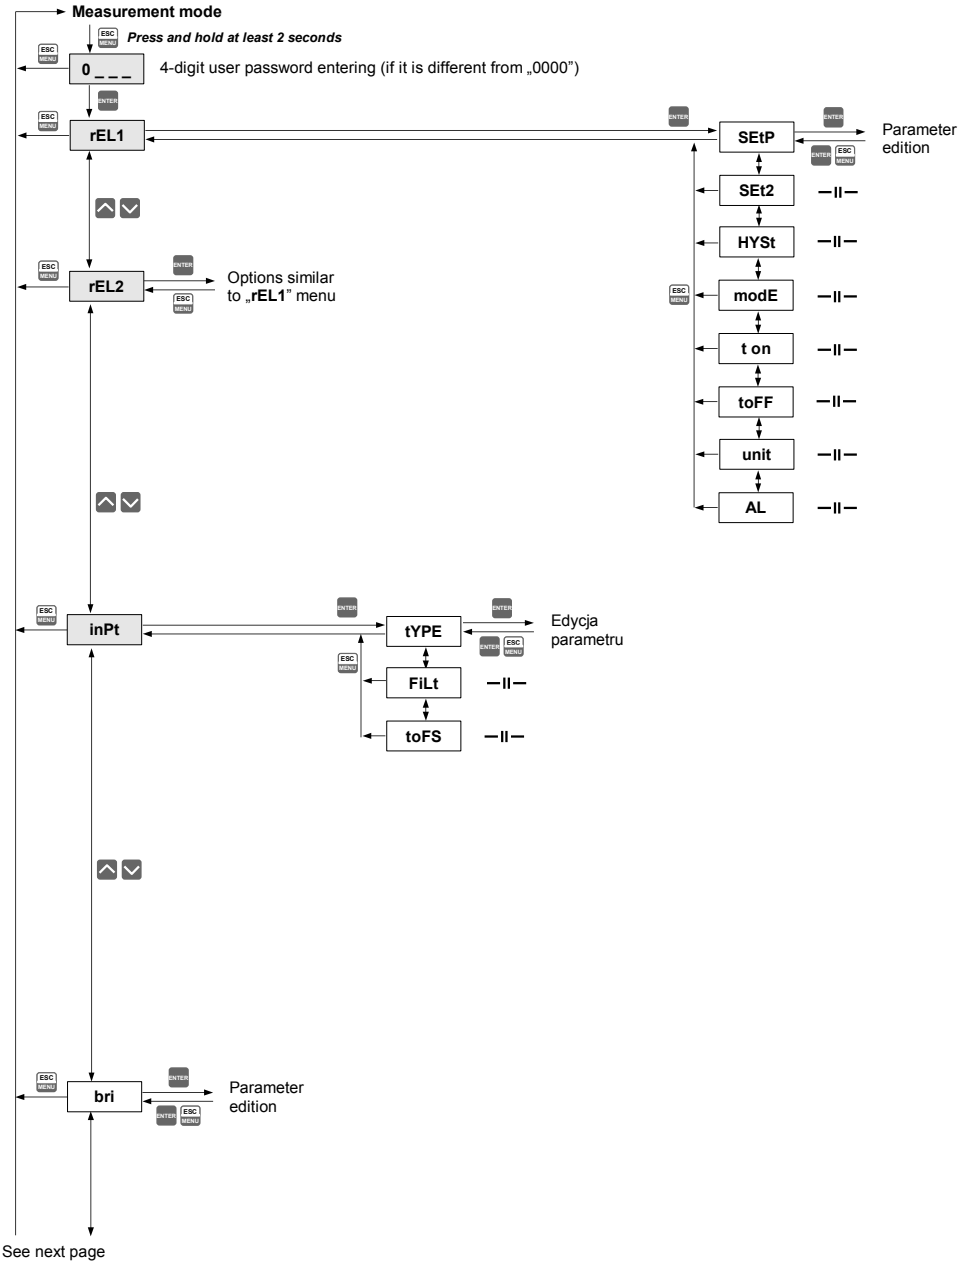 Measurement mode
ESC
MENU
Press and hold at least 2 seconds
ESC
MENU
0 _ _ _
4-digit user password entering (if it is different from „0000”)
ENTER
ESC
MENU
rEL1
ENTER
SEtP
ENTER
ENTER
ESC
MENU
Parameter
edition
SEt2
—II—
HYSt
—II—
ESC
MENU
modE
—II—
t on
—II—
toFF
—II—
unit
—II—
AL
—II—
ESC
MENU
rEL2
ENTER
ESC
MENU
Options similar
to „rEL1” menu
ESC
MENU
inPt
ENTER
tYPE
ENTER
ENTER
ESC
MENU
Edycja
parametru
ESC
MENU
FiLt
—II—
toFS
—II—
ESC
MENU
bri
ENTER
ENTER
ESC
MENU
Parameter
edition
See next page